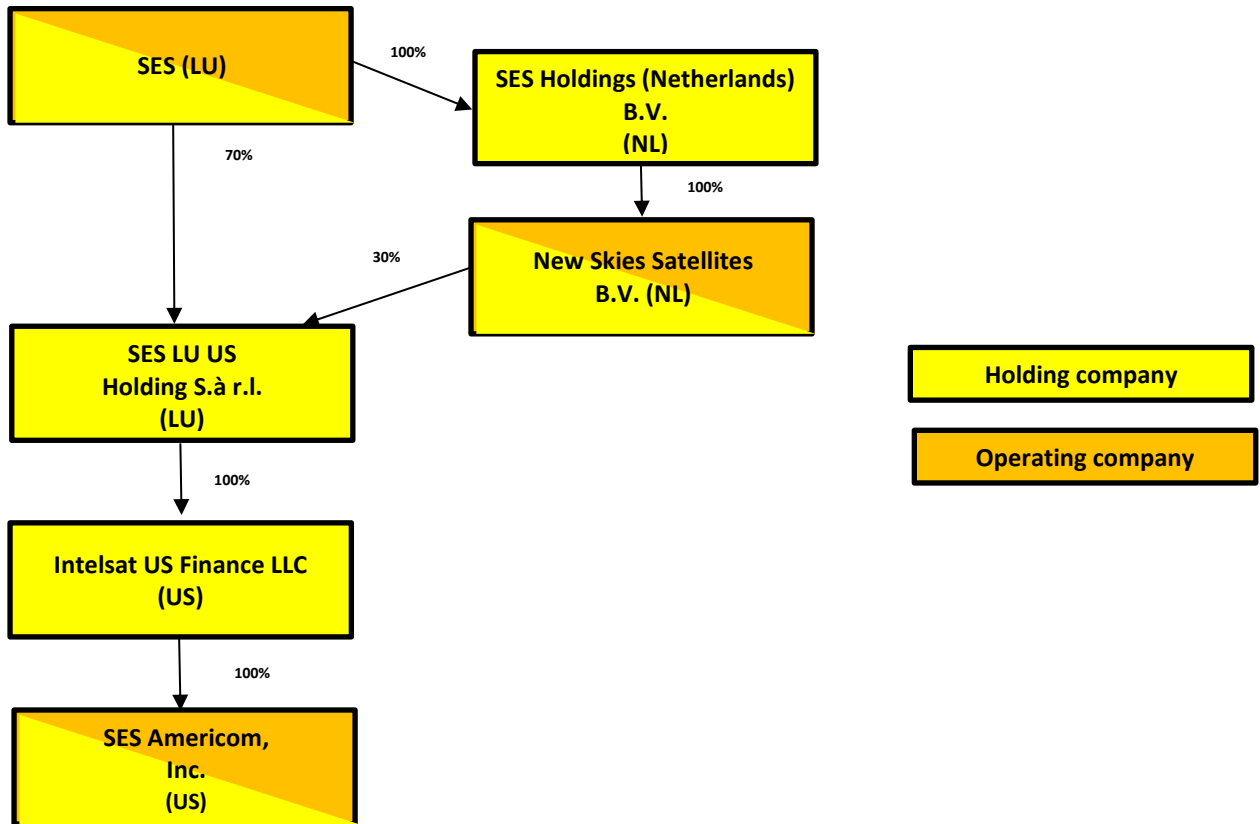 SES (LU)
100%
SES Holdings (Netherlands)
B.V.
(NL)
70%
100%
30%
New Skies Satellites
B.V. (NL)
SES LU US
Holding S.à r.l.
(LU)
Holding company
Operating company
100%
Intelsat US Finance LLC
(US)
100%
SES Americom,
Inc.
(US)